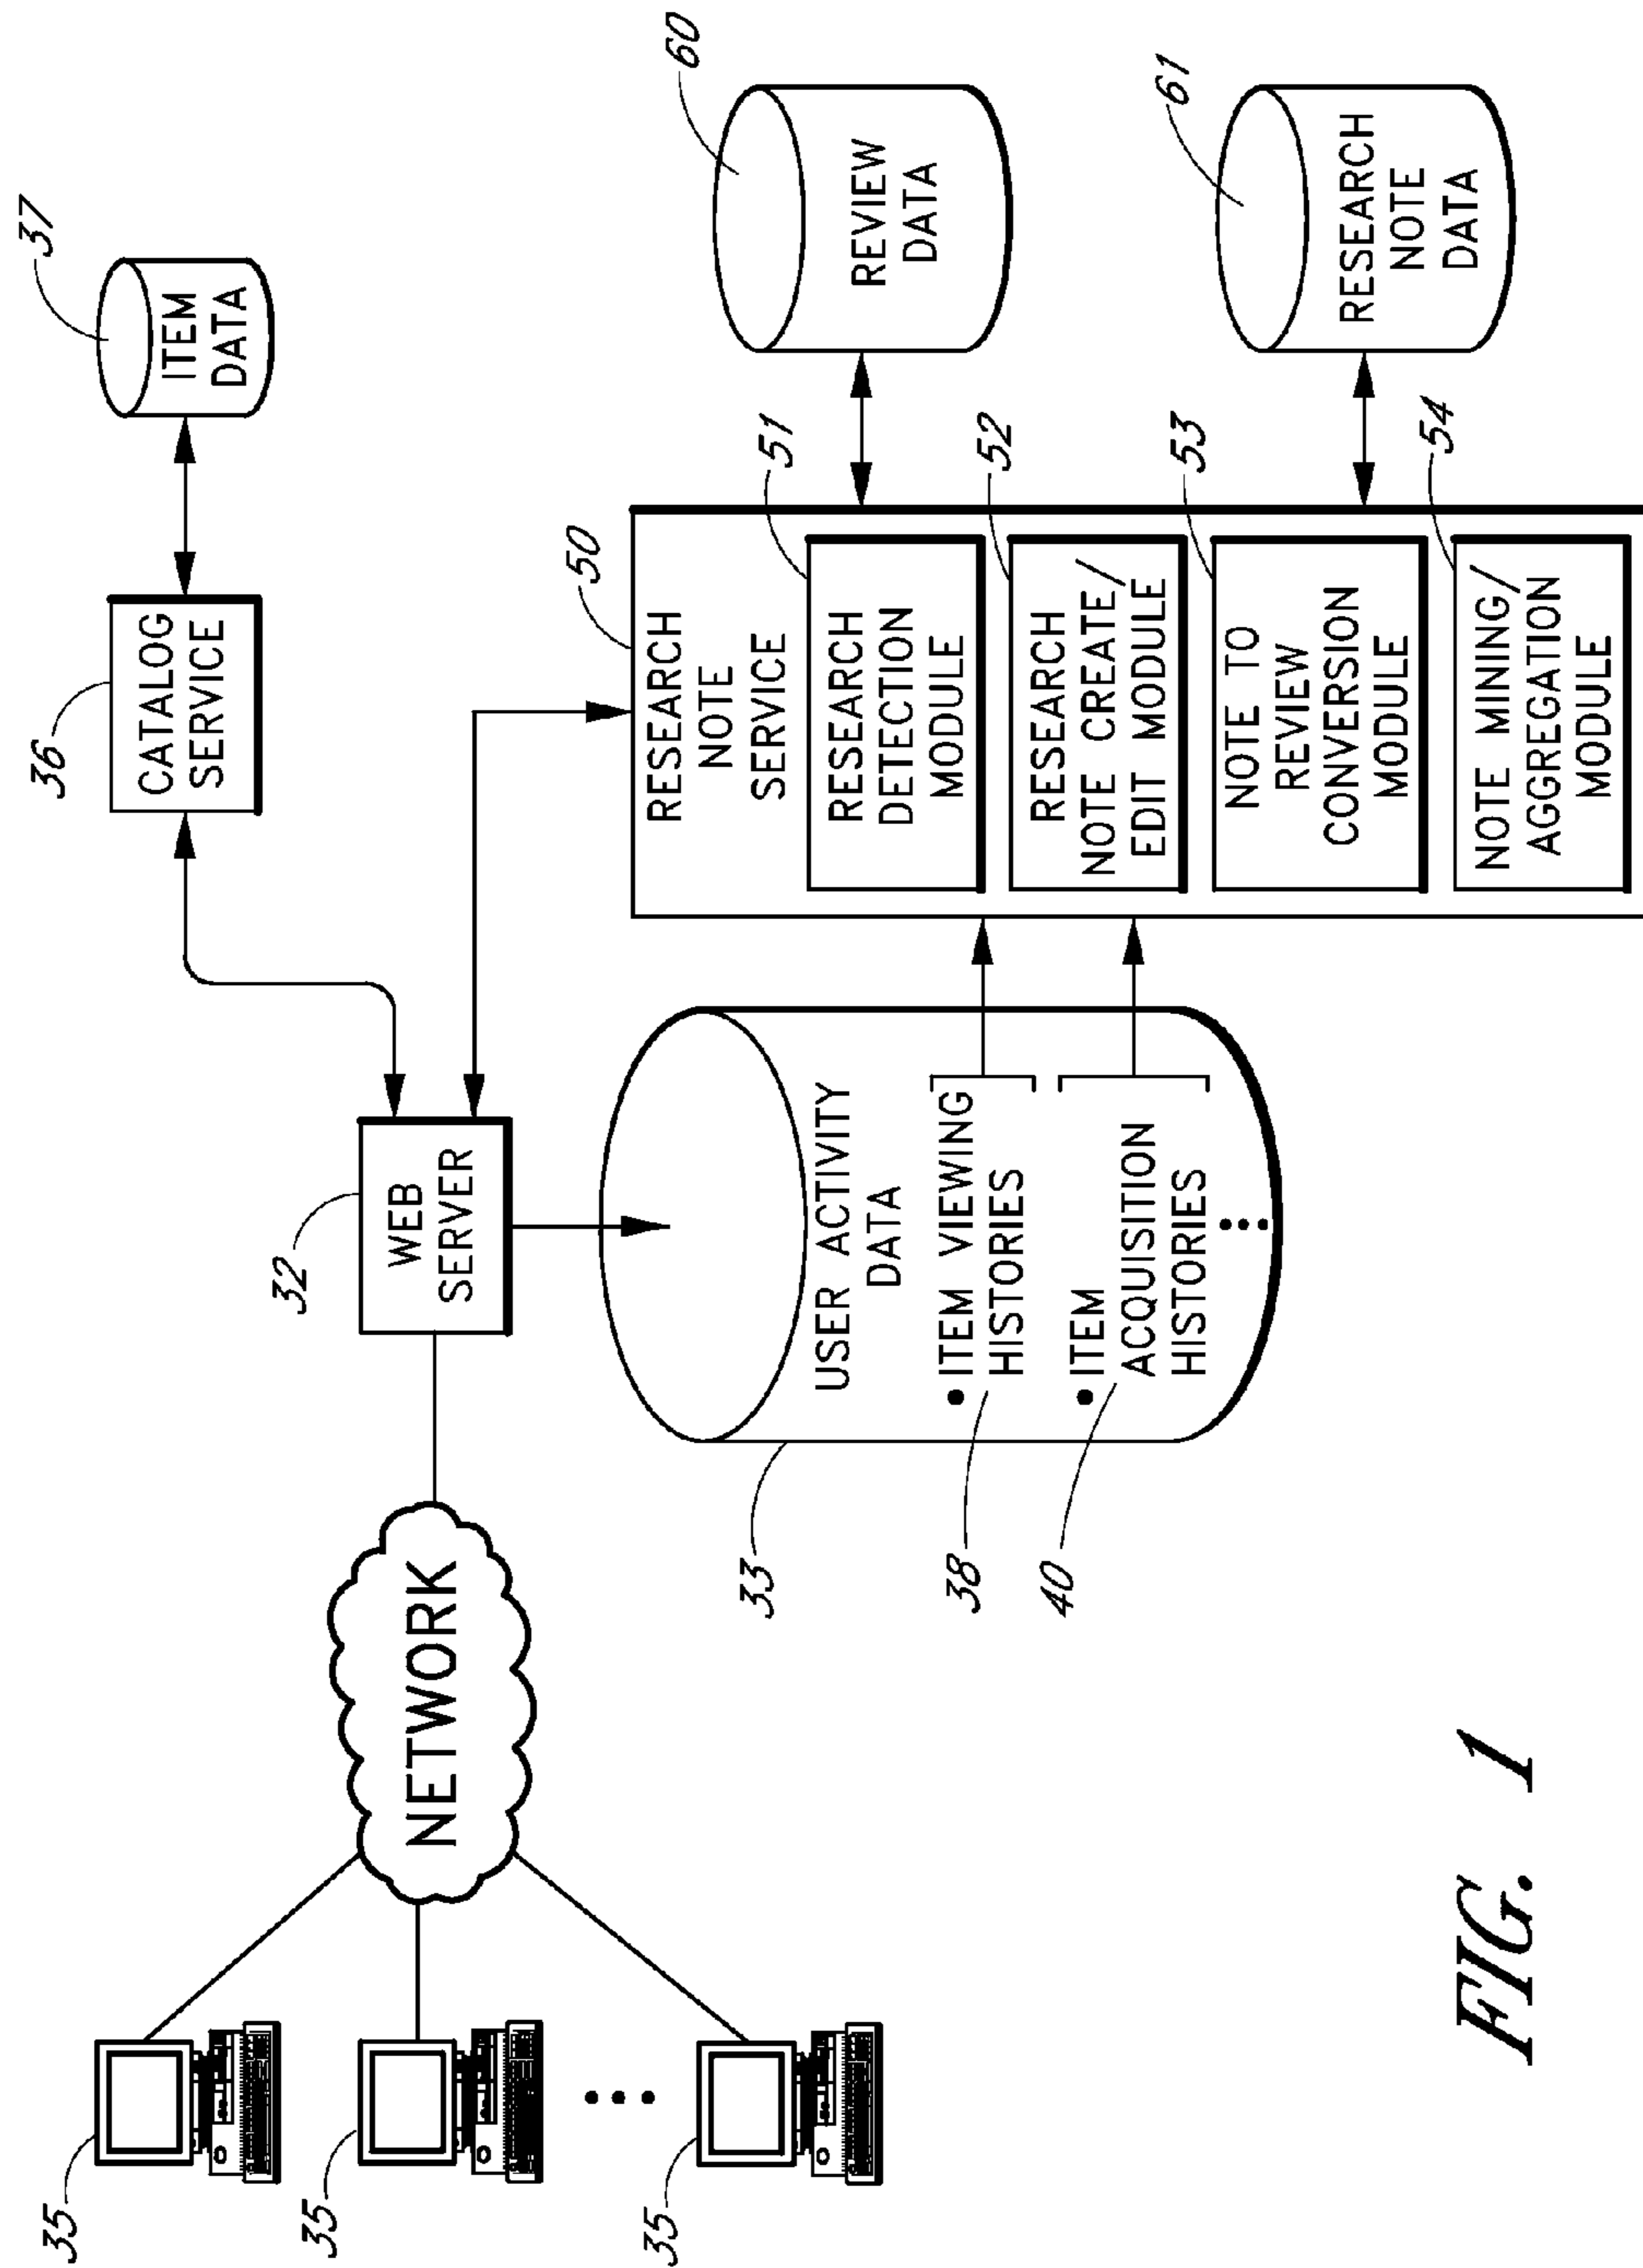 35
35
35
NETWORK
32
WEB
SERVER
36
CATALOG
SERVICE
37
ITEM
DATA
33
USER ACTIVITY
DATA
• ITEM VIEWING
HISTORIES
38
• ITEM
ACQUISITION
HISTORIES
40
50
RESEARCH
NOTE
SERVICE
51
RESEARCH
DETECTION
MODULE
52
RESEARCH
NOTE CREATE/
EDIT MODULE
53
NOTE TO
REVIEW
CONVERSION
MODULE
54
NOTE MINING/
AGGREGATION
MODULE
60
REVIEW
DATA
61
RESEARCH
NOTE
DATA
FIG. 1